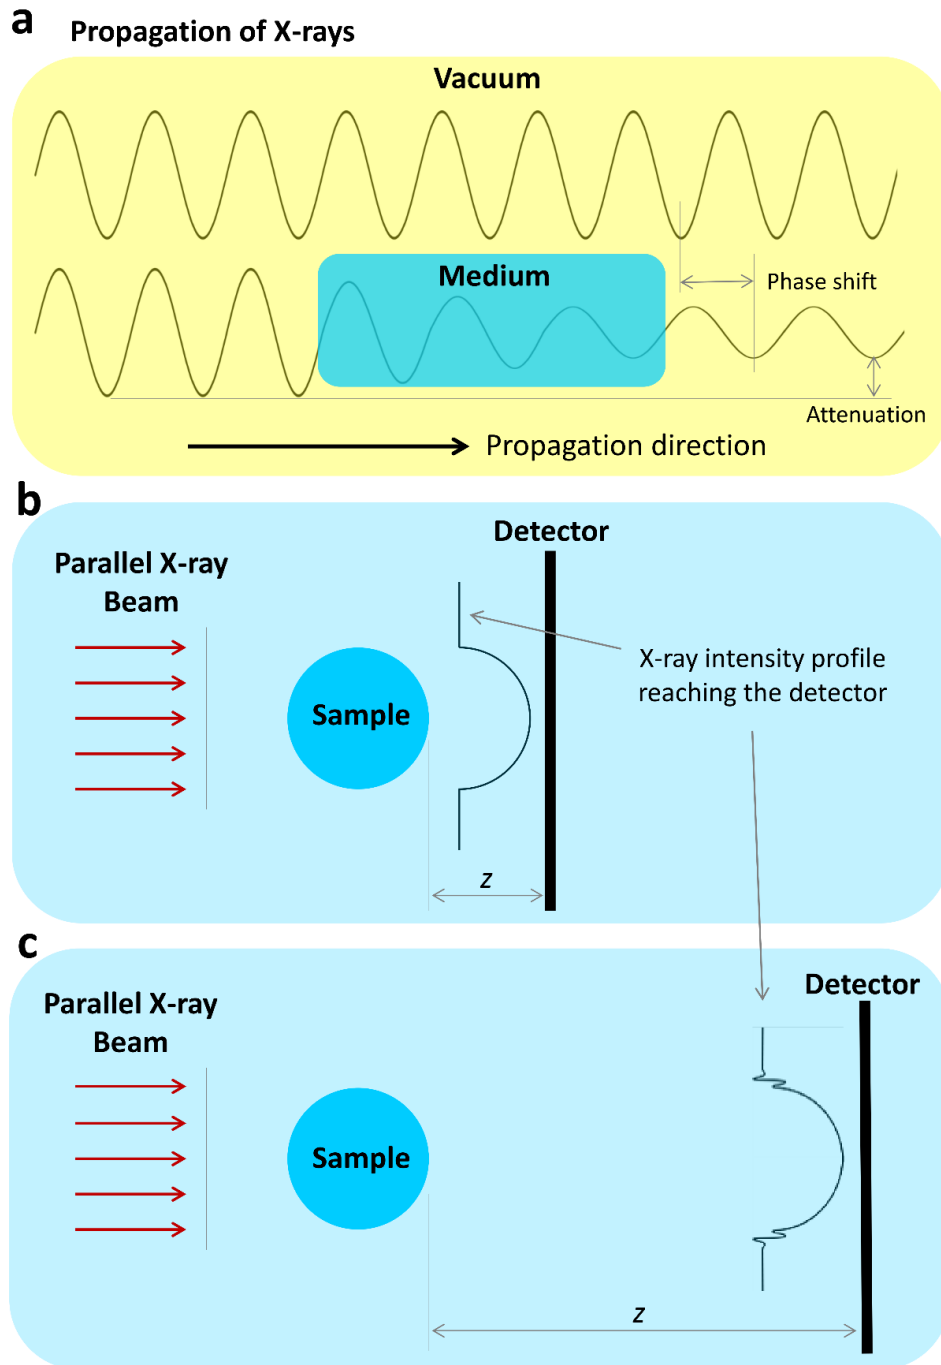 a
Propagation of X-rays
Vacuum
Medium
Phase shift
Attenuation
Propagation direction
b
Detector
Parallel X-ray
Beam
X-ray intensity profile
reaching the detector
Sample
z
c
Detector
Parallel X-ray
Beam
Sample
z